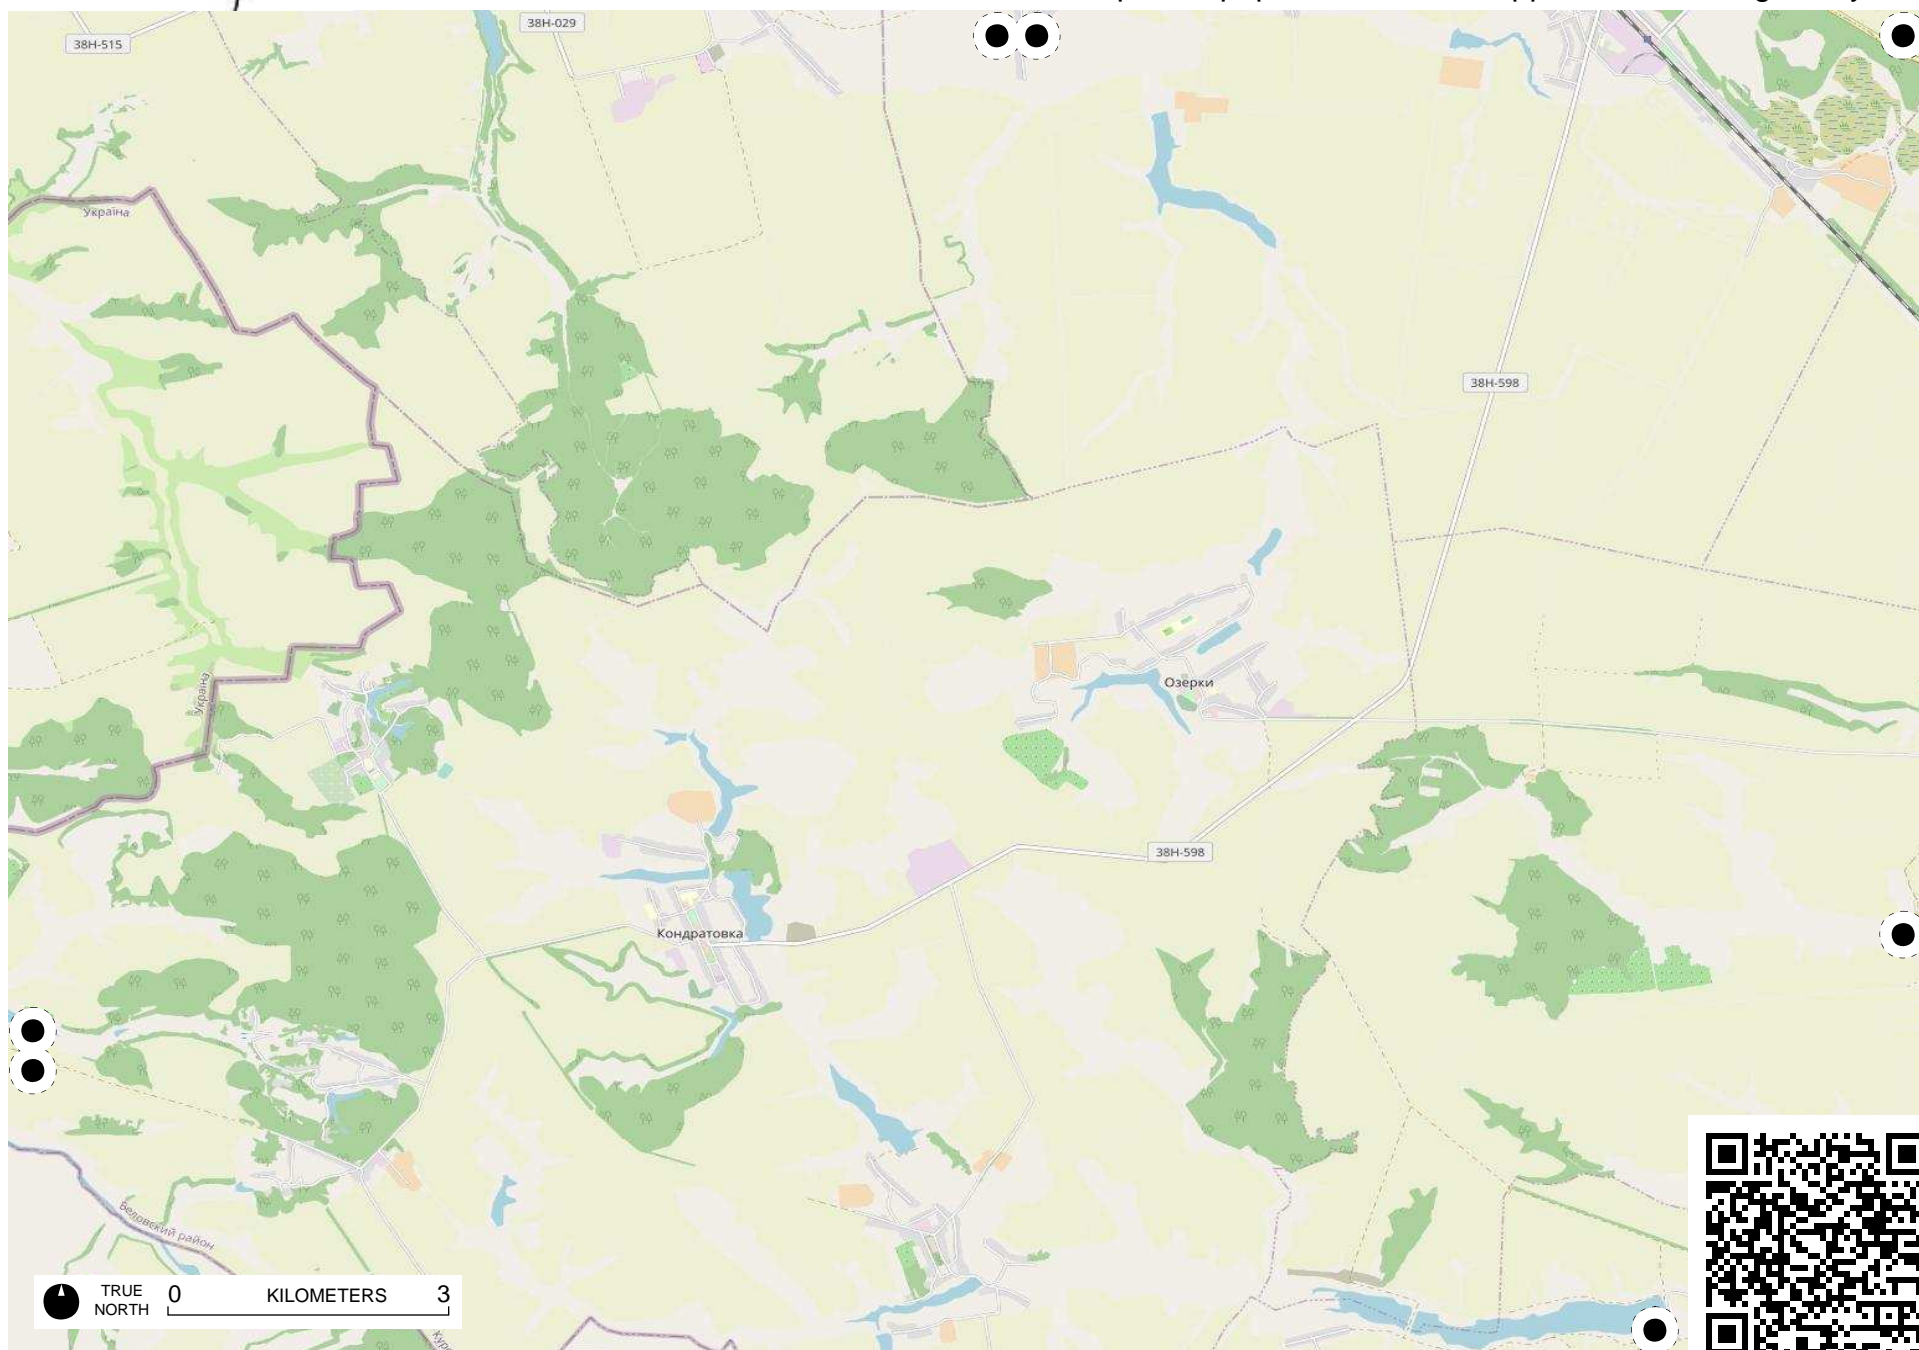 38Н-029
38Н-515
Україна
38Н-598
Україна
Озерки
38Н-598
Кондратовка
Беловский район
TRUE
NORTH
0 KILOMETERS 3